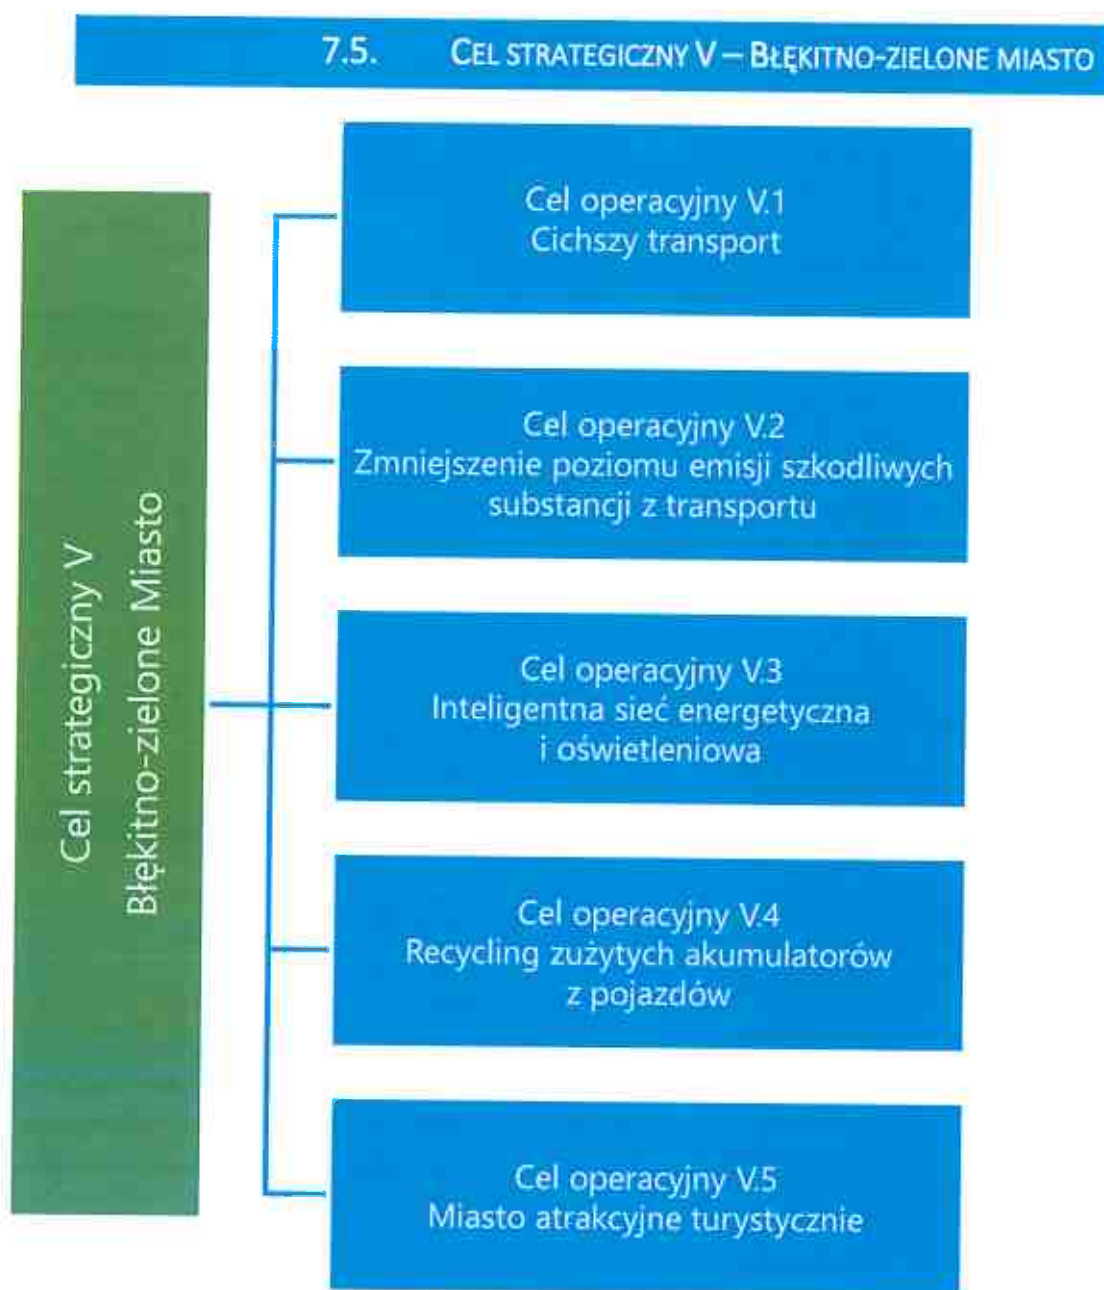 7.5. CEL STRATEGICZNY V – BŁĘKITNO-ZIELONE MIASTO
Cel strategiczny V
Błękitno-zielone Miasto
Cel operacyjny V.1
Cichszy transport
Cel operacyjny V.2
Zmniejszenie poziomu emisji szkodliwych
substancji z transportu
Cel operacyjny V.3
Inteligentna sieć energetyczna
i oświetleniowa
Cel operacyjny V.4
Recycling zużytych akumulatorów
z pojazdów
Cel operacyjny V.5
Miasto atrakcyjne turystycznie